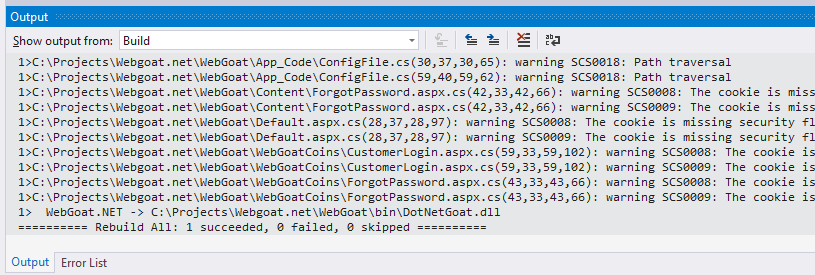 Output
Show output from: Build
1>C:\Projects\Webgoat.net\WebGoat\App_Code\ConfigFile.cs(30,37,30,65): warning SCS0018: Path traversal
1>C:\Projects\Webgoat.net\WebGoat\App_Code\ConfigFile.cs(59,40,59,62): warning SCS0018: Path traversal
1>C:\Projects\Webgoat.net\WebGoat\Content\ForgotPassword.aspx.cs(42,33,42,66): warning SCS0008: The cookie is miss
1>C:\Projects\Webgoat.net\WebGoat\Content\ForgotPassword.aspx.cs(42,33,42,66): warning SCS0009: The cookie is miss
1>C:\Projects\Webgoat.net\WebGoat\Default.aspx.cs(28,37,28,97): warning SCS0008: The cookie is missing security fl
1>C:\Projects\Webgoat.net\WebGoat\Default.aspx.cs(28,37,28,97): warning SCS0009: The cookie is missing security fl
1>C:\Projects\Webgoat.net\WebGoat\WebGoatCoins\CustomerLogin.aspx.cs(59,33,59,102): warning SCS0008: The cookie is
1>C:\Projects\Webgoat.net\WebGoat\WebGoatCoins\CustomerLogin.aspx.cs(59,33,59,102): warning SCS0009: The cookie is
1>C:\Projects\Webgoat.net\WebGoat\WebGoatCoins\ForgotPassword.aspx.cs(43,33,43,66): warning SCS0008: The cookie is
1>C:\Projects\Webgoat.net\WebGoat\WebGoatCoins\ForgotPassword.aspx.cs(43,33,43,66): warning SCS0009: The cookie is
1>  WebGoat.NET -> C:\Projects\Webgoat.net\WebGoat\bin\DotNetGoat.dll
========== Rebuild All: 1 succeeded, 0 failed, 0 skipped ==========
Output Error List